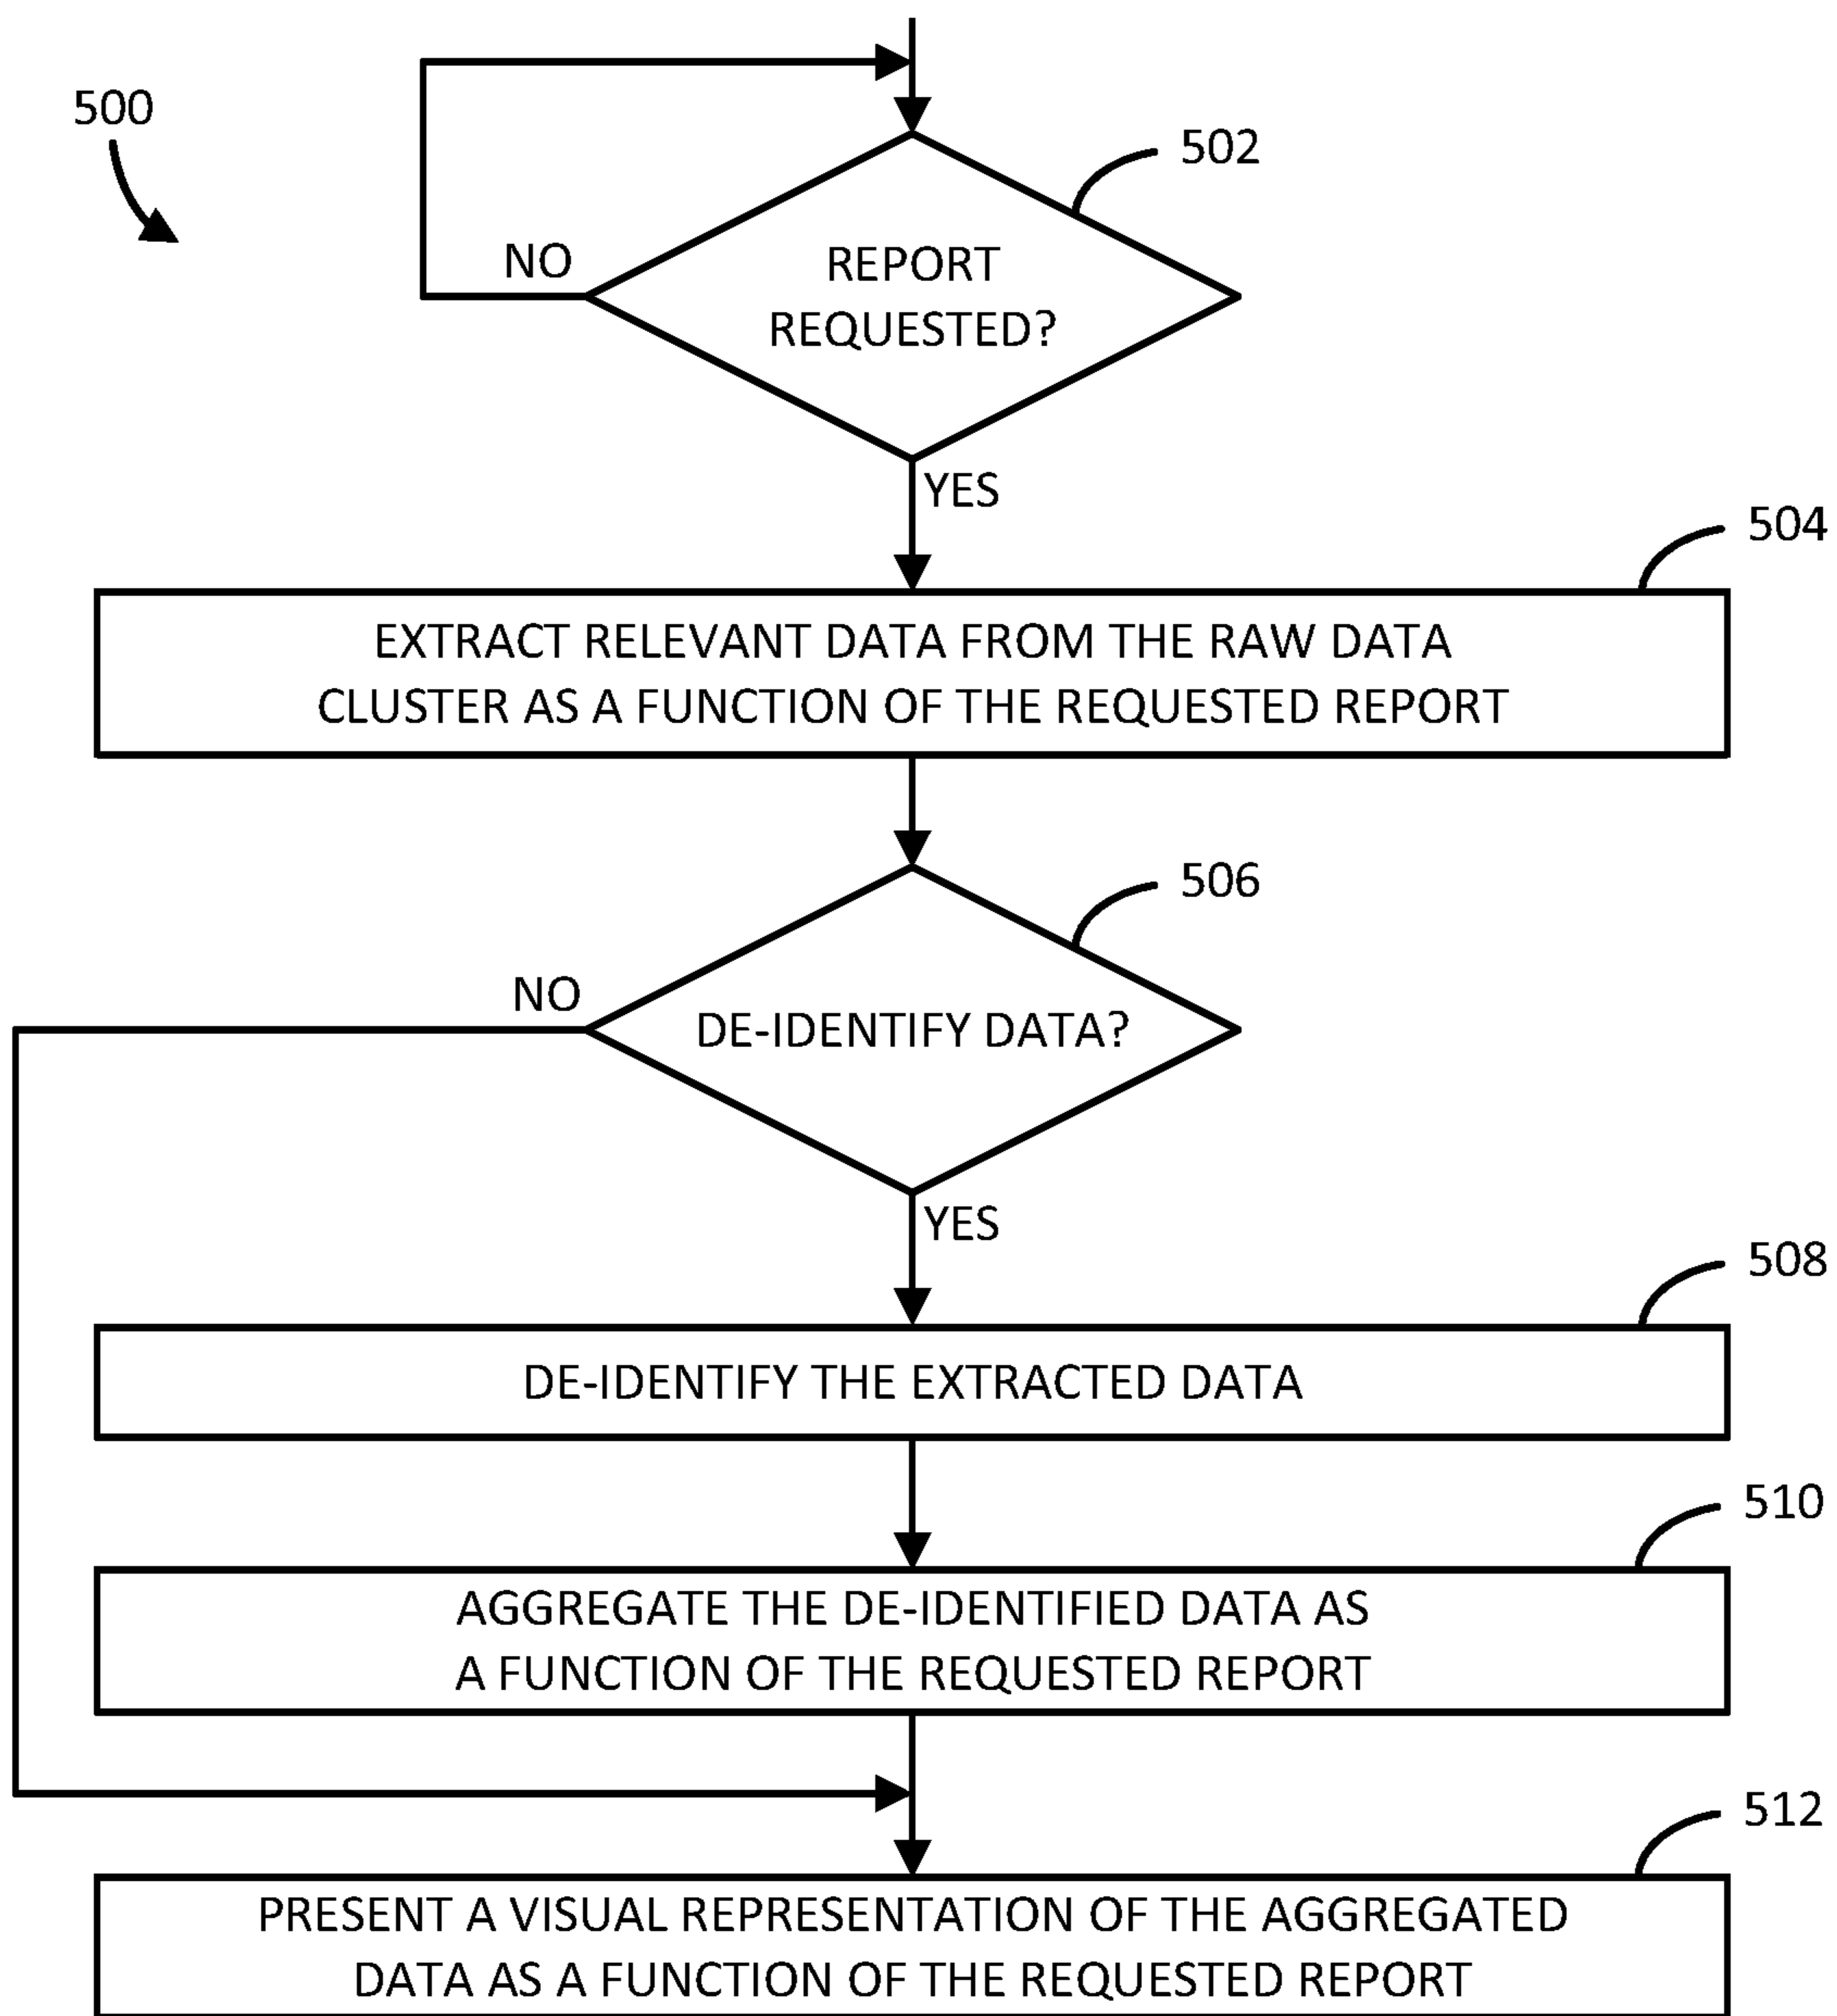 500
502
NO
REPORT
REQUESTED?
YES
504
EXTRACT RELEVANT DATA FROM THE RAW DATA
CLUSTER AS A FUNCTION OF THE REQUESTED REPORT
506
NO
DE-IDENTIFY DATA?
YES
508
DE-IDENTIFY THE EXTRACTED DATA
510
AGGREGATE THE DE-IDENTIFIED DATA AS
A FUNCTION OF THE REQUESTED REPORT
512
PRESENT A VISUAL REPRESENTATION OF THE AGGREGATED
DATA AS A FUNCTION OF THE REQUESTED REPORT